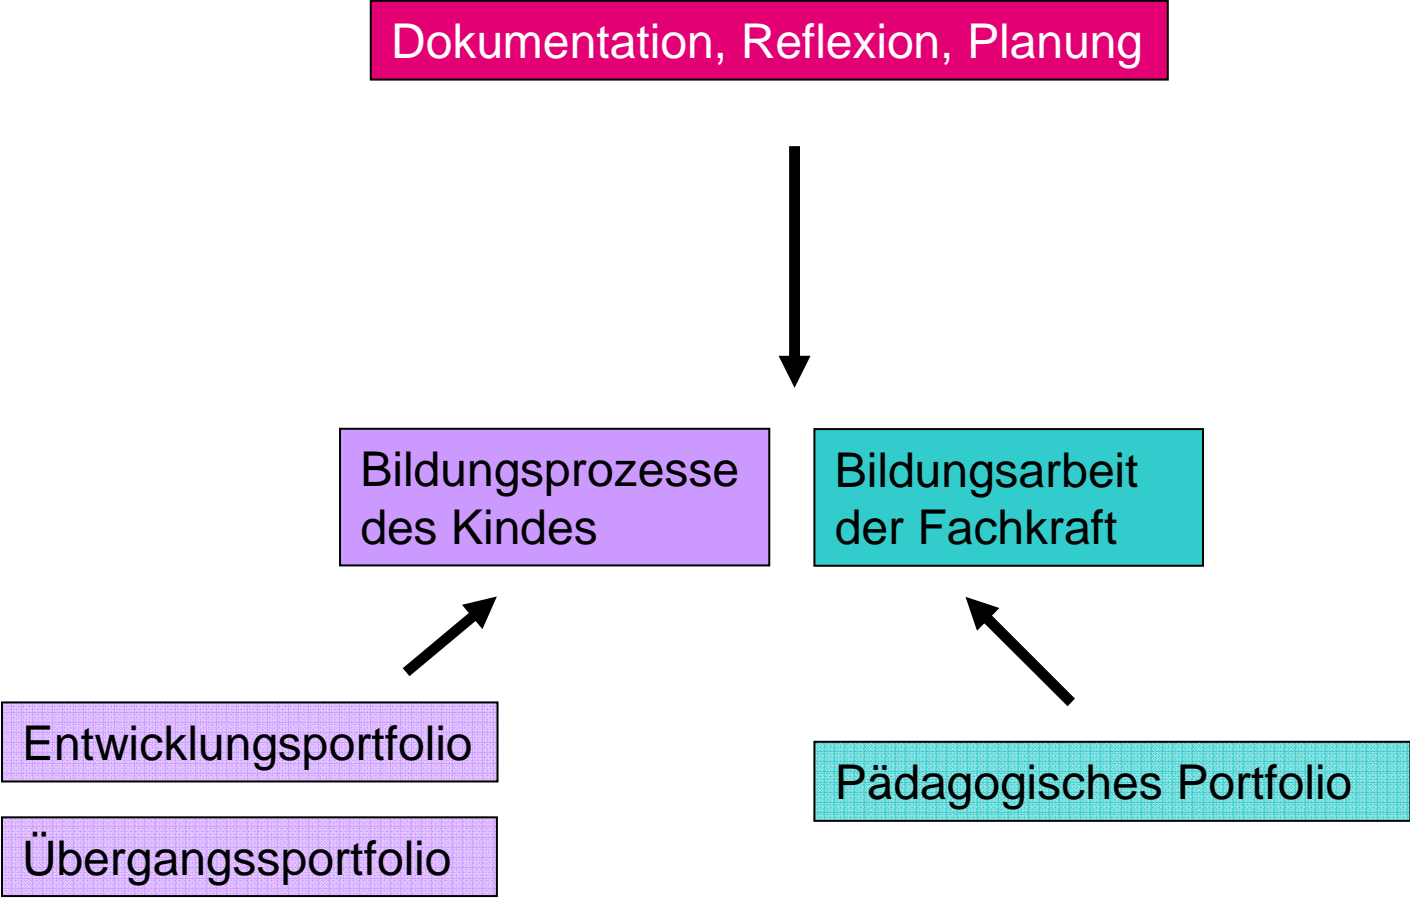 Dokumentation, Reflexion, Planung
Bildungsprozesse
des Kindes
Bildungsarbeit
der Fachkraft
Entwicklungsportfolio
Übergangssportfolio
Pädagogisches Portfolio